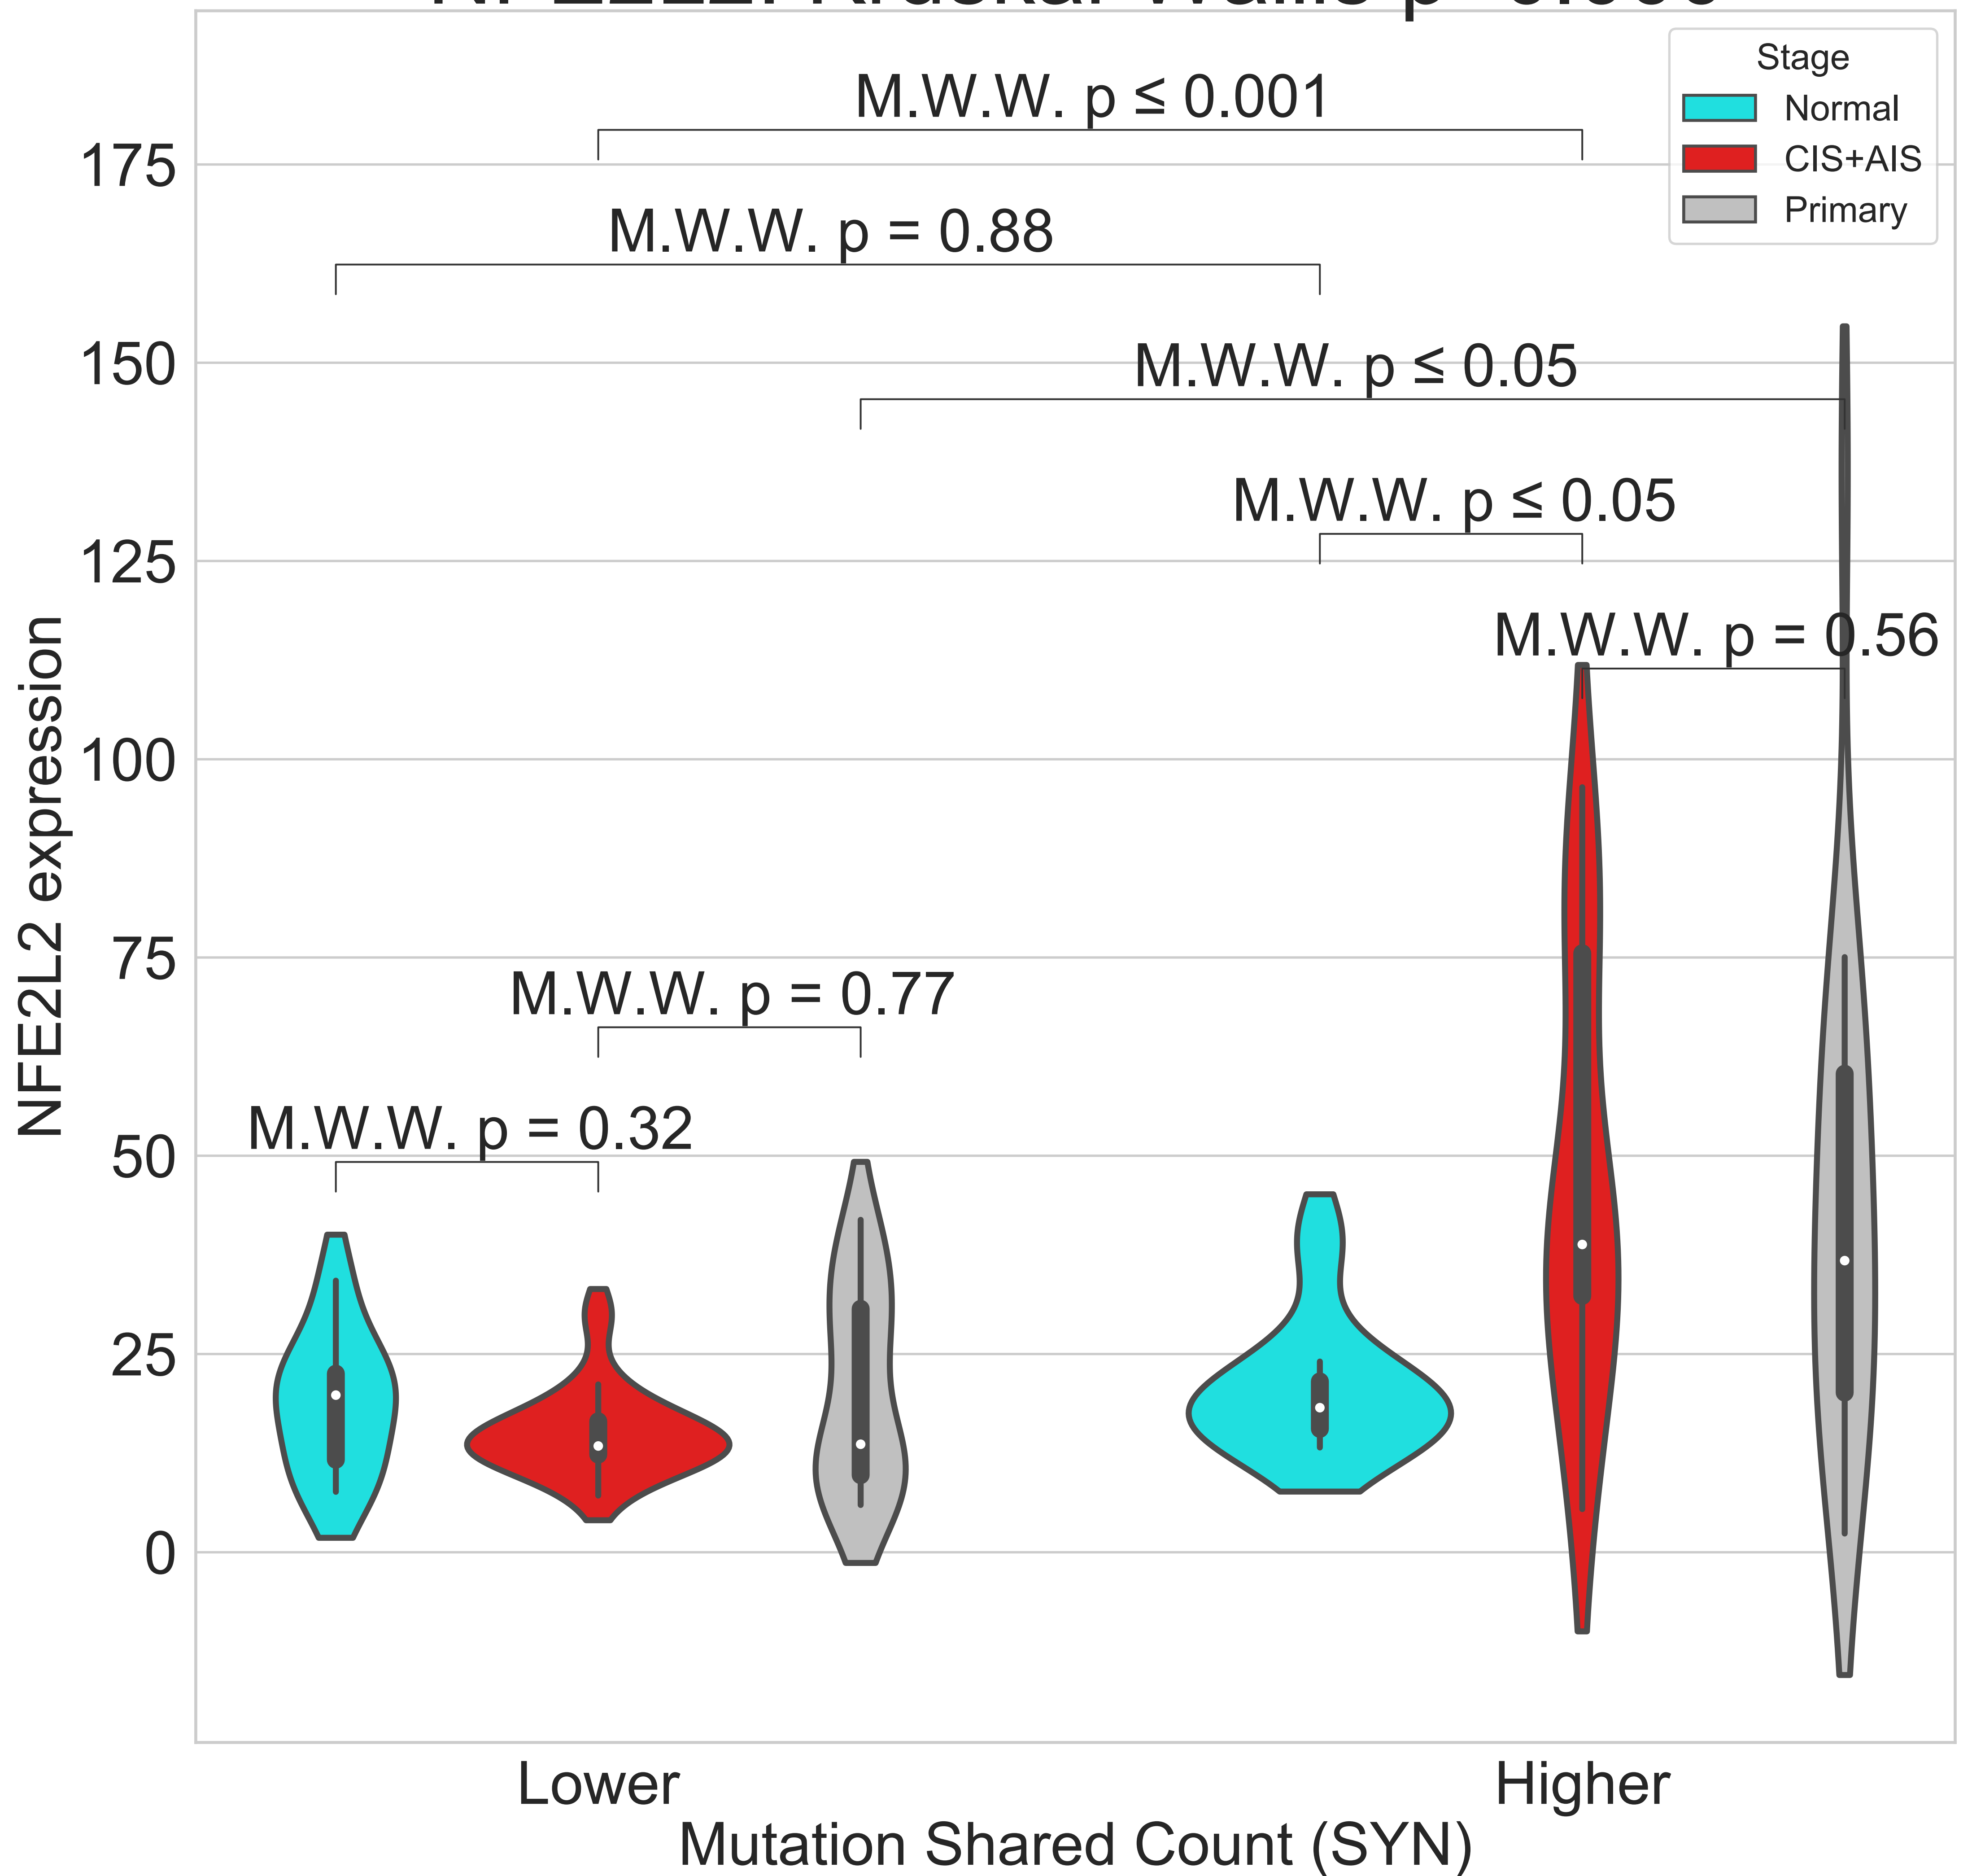 Stage
Normal
CIS+AIS
Primary
M.W.W. p ≤ 0.001
M.W.W. p = 0.88
M.W.W. p ≤ 0.05
M.W.W. p ≤ 0.05
M.W.W. p = 0.56
M.W.W. p = 0.77
M.W.W. p = 0.32
175
150
125
100
75
50
25
0
NFE2L2 expression
Lower
Higher
Mutation Shared Count (SYN)